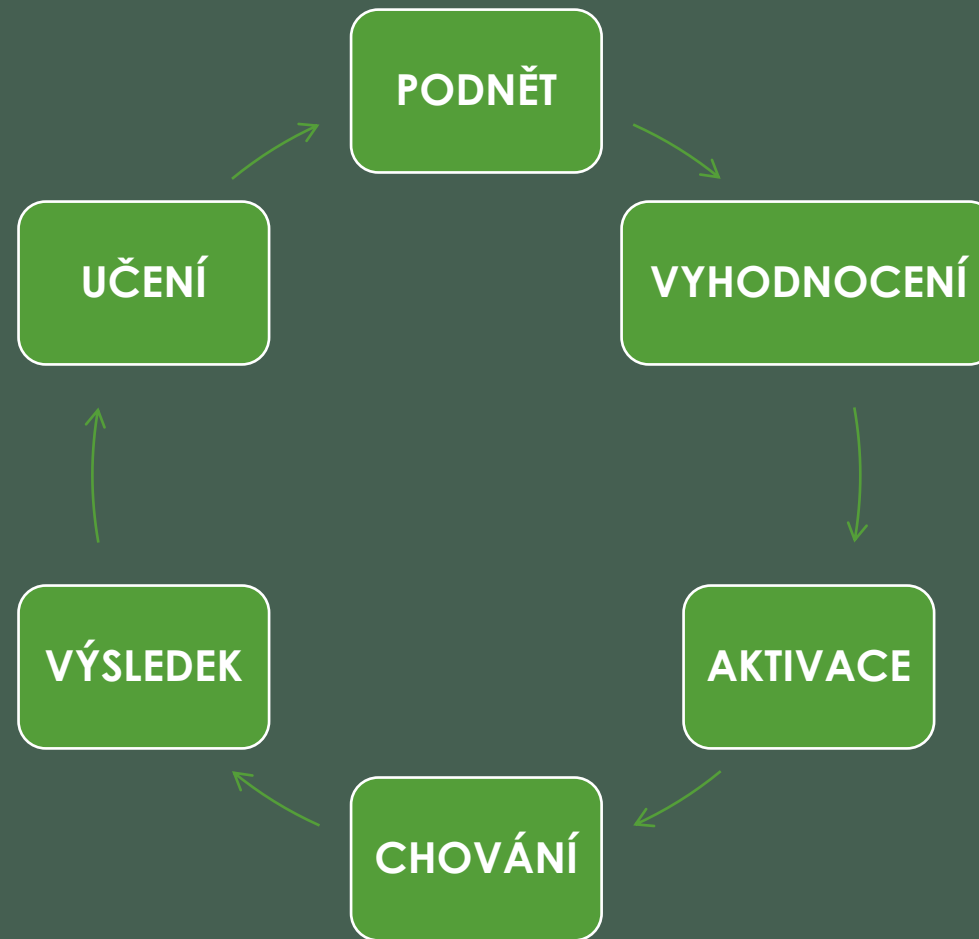 PODNĚT
VYHODNOCENÍ
AKTIVACE
CHOVÁNÍ
VÝSLEDEK
UČENÍ